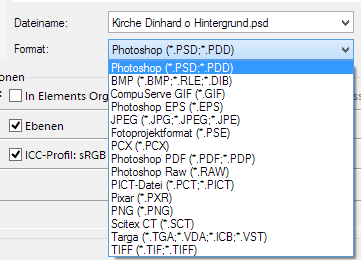 Dateiname: Kirche Dinhard o Hintergrund.psd
Format: Photoshop (*.PSD;*.PDD)
Photoshop (*.PSD;*.PDD)
BMP (*.BMP;*.RLE;*.DIB)
CompuServe GIF (*.GIF)
Photoshop EPS (*.EPS)
JPEG (*.JPG;*.JPEG;*.JPE)
Fotoprojektformat (*.PSE)
PCX (*.PCX)
Photoshop PDF (*.PDF;*.PDP)
Photoshop Raw (*.RAW)
PICT-Datei (*.PCT;*.PICT)
Pixar (*.PXR)
PNG (*.PNG)
Scitex CT (*.SCT)
Targa (*.TGA;*.VDA;*.ICB;*.VST)
TIFF (*.TIF;*.TIFF)
onen
In Elements Org
Ebenen
ICC-Profil: sRGB